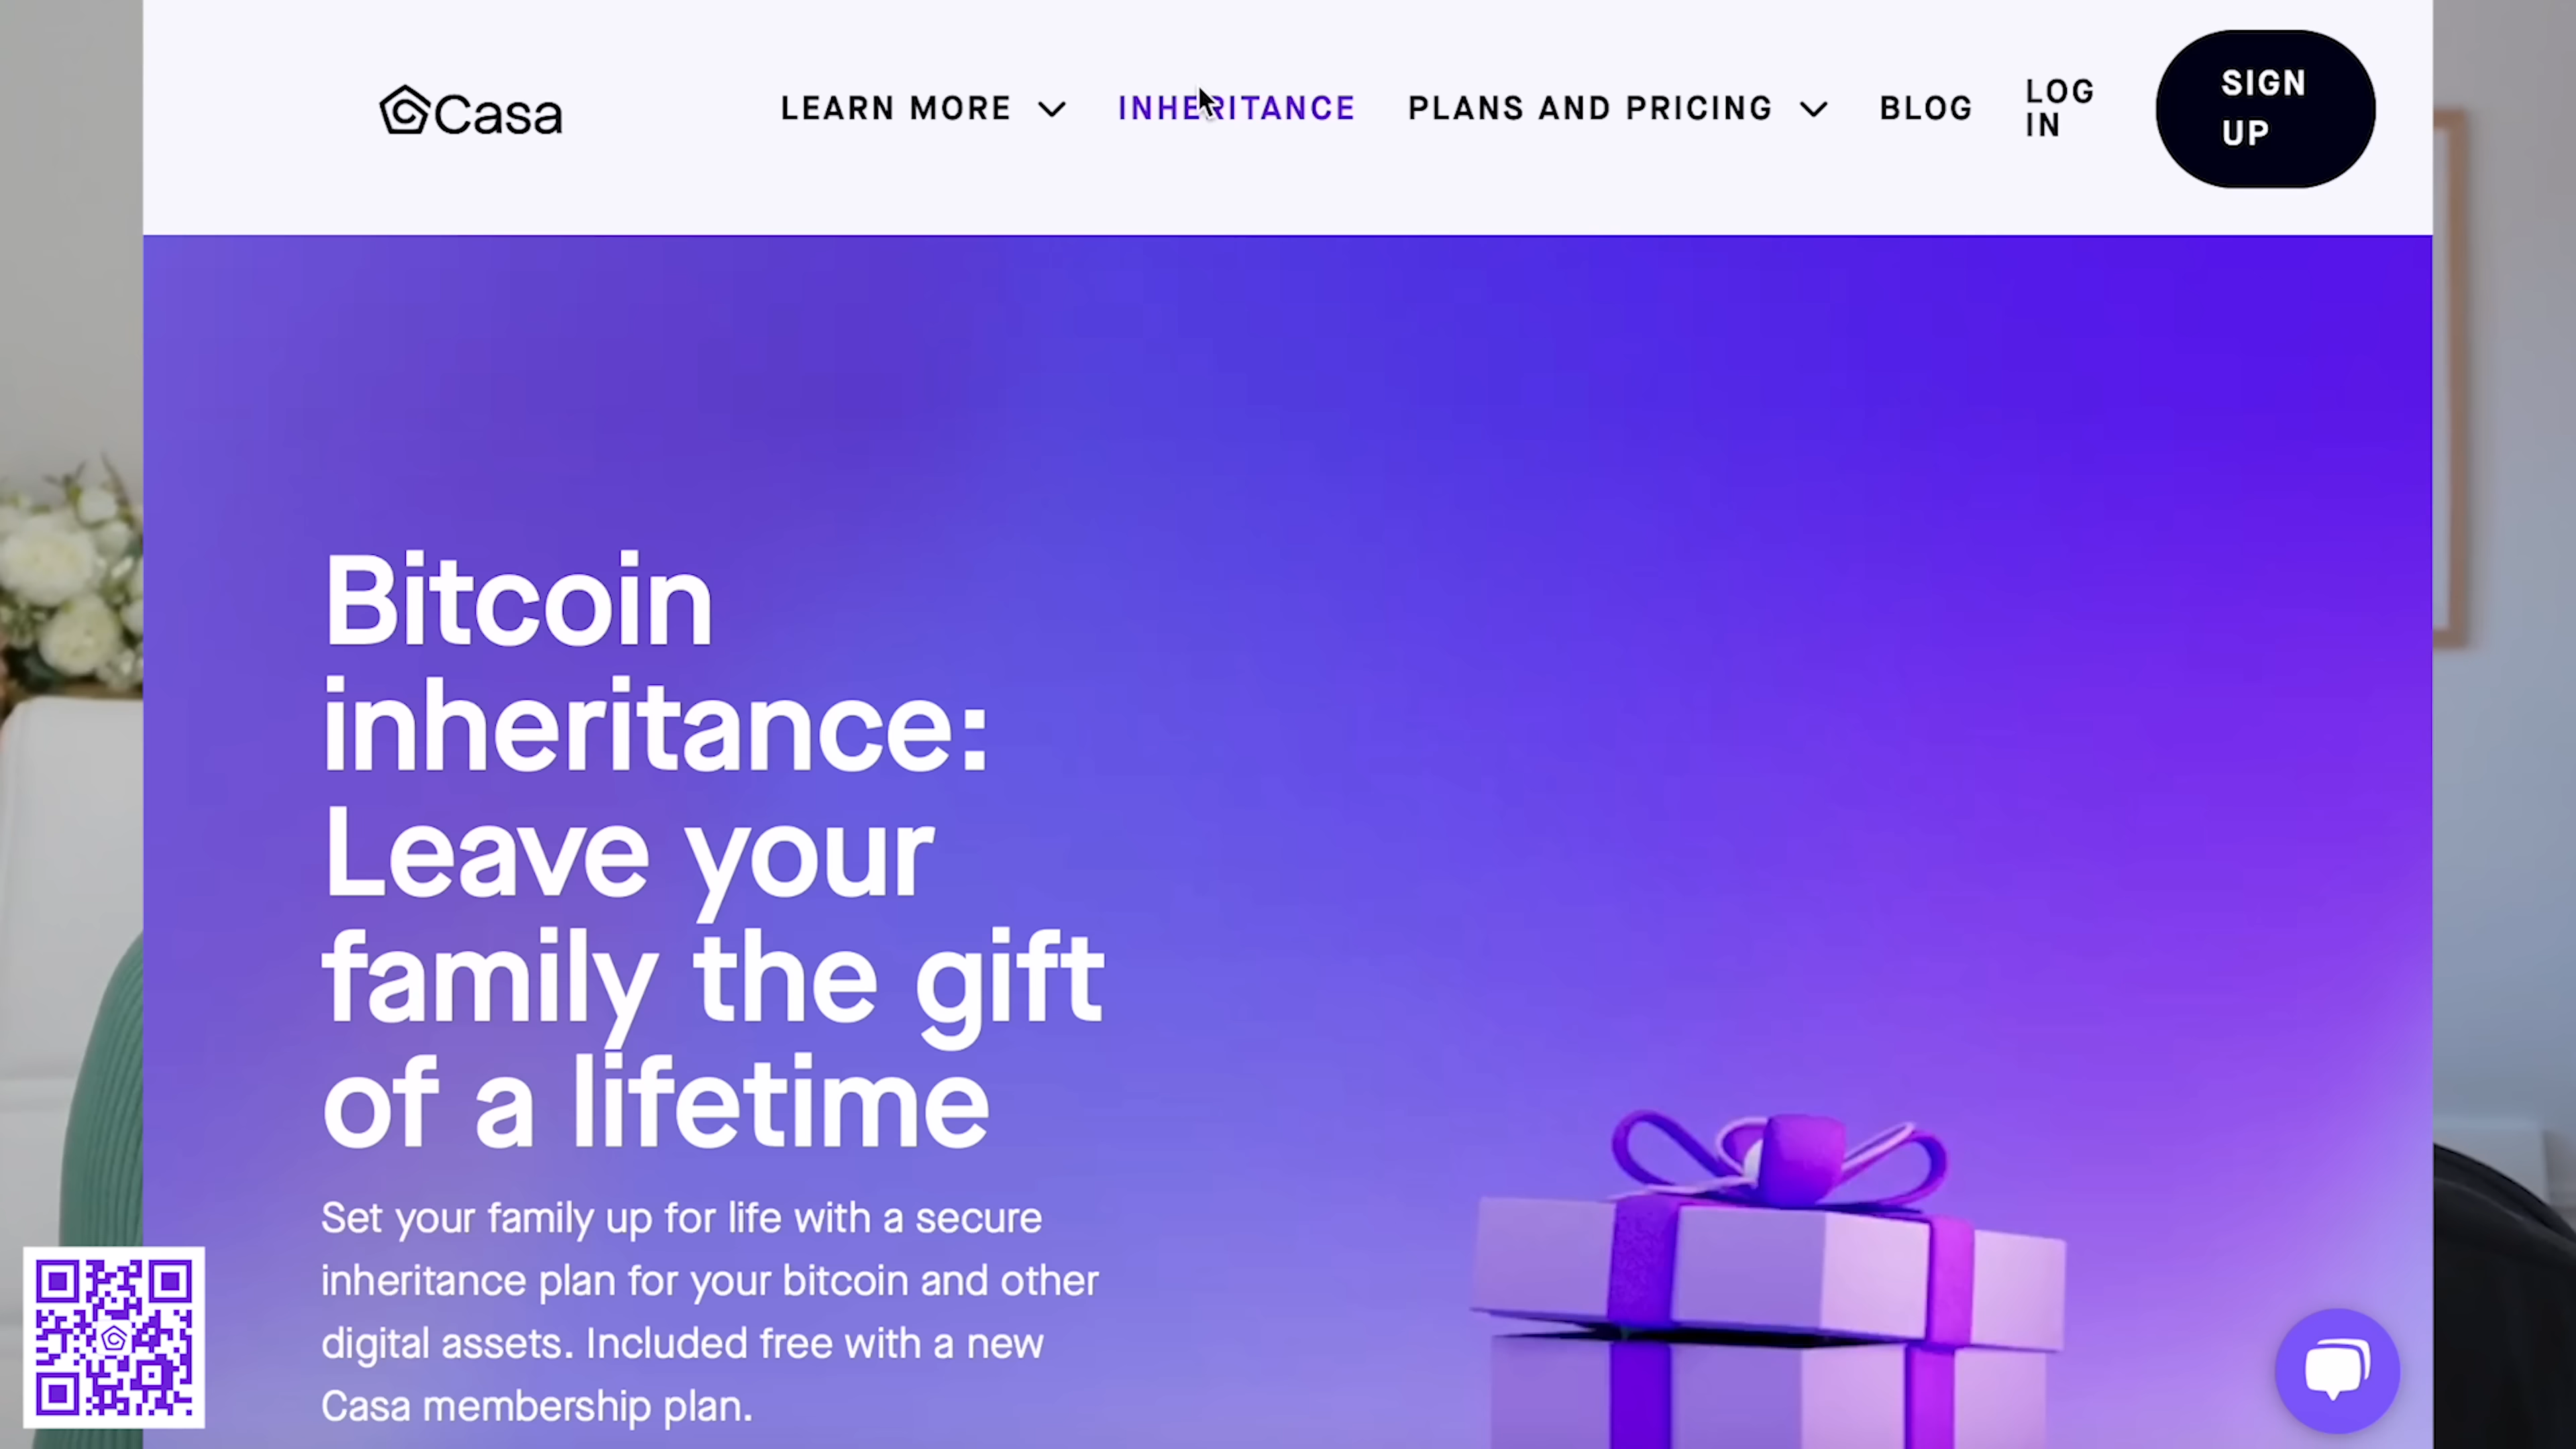 Casa
LEARN MORE
INHERITANCE
PLANS AND PRICING
BLOG
LOG
IN
SIGN
UP
Bitcoin
inheritance:
Leave your
family the gift
of a lifetime
Set your family up for life with a secure
inheritance plan for your bitcoin and other
digital assets. Included free with a new
Casa membership plan.